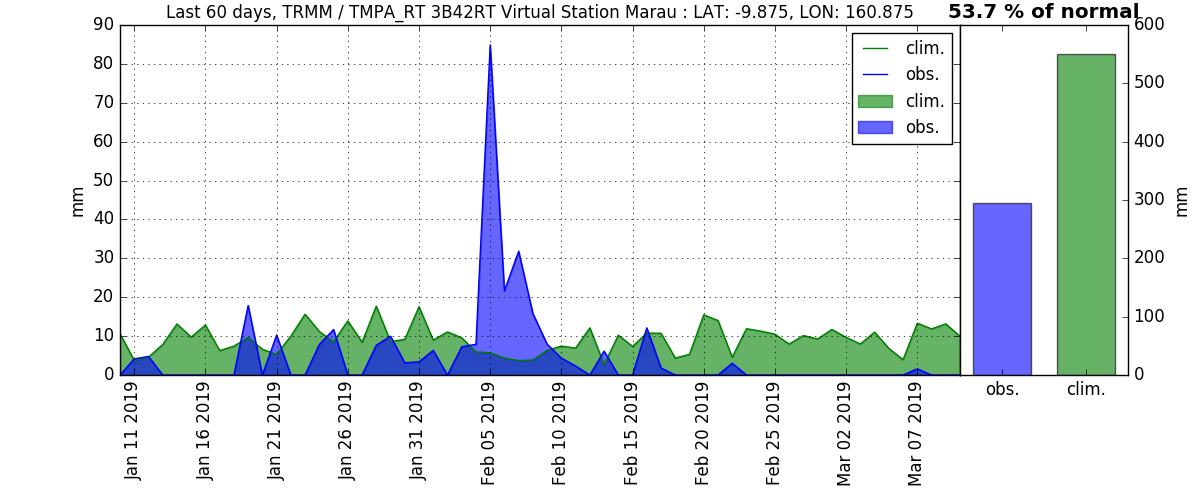 Last 60 days, TRMM / TMPA_RT 3B42RT Virtual Station Marau : LAT: -9.875, LON: 160.875
53.7 % of normal
90
80
70
60
50
40
30
20
10
0
mm
clim.
obs.
clim.
obs.
Jan 11 2019
Jan 16 2019
Jan 21 2019
Jan 26 2019
Jan 31 2019
Feb 05 2019
Feb 10 2019
Feb 15 2019
Feb 20 2019
Feb 25 2019
Mar 02 2019
Mar 07 2019
600
500
400
300
200
100
0
mm
obs.
clim.